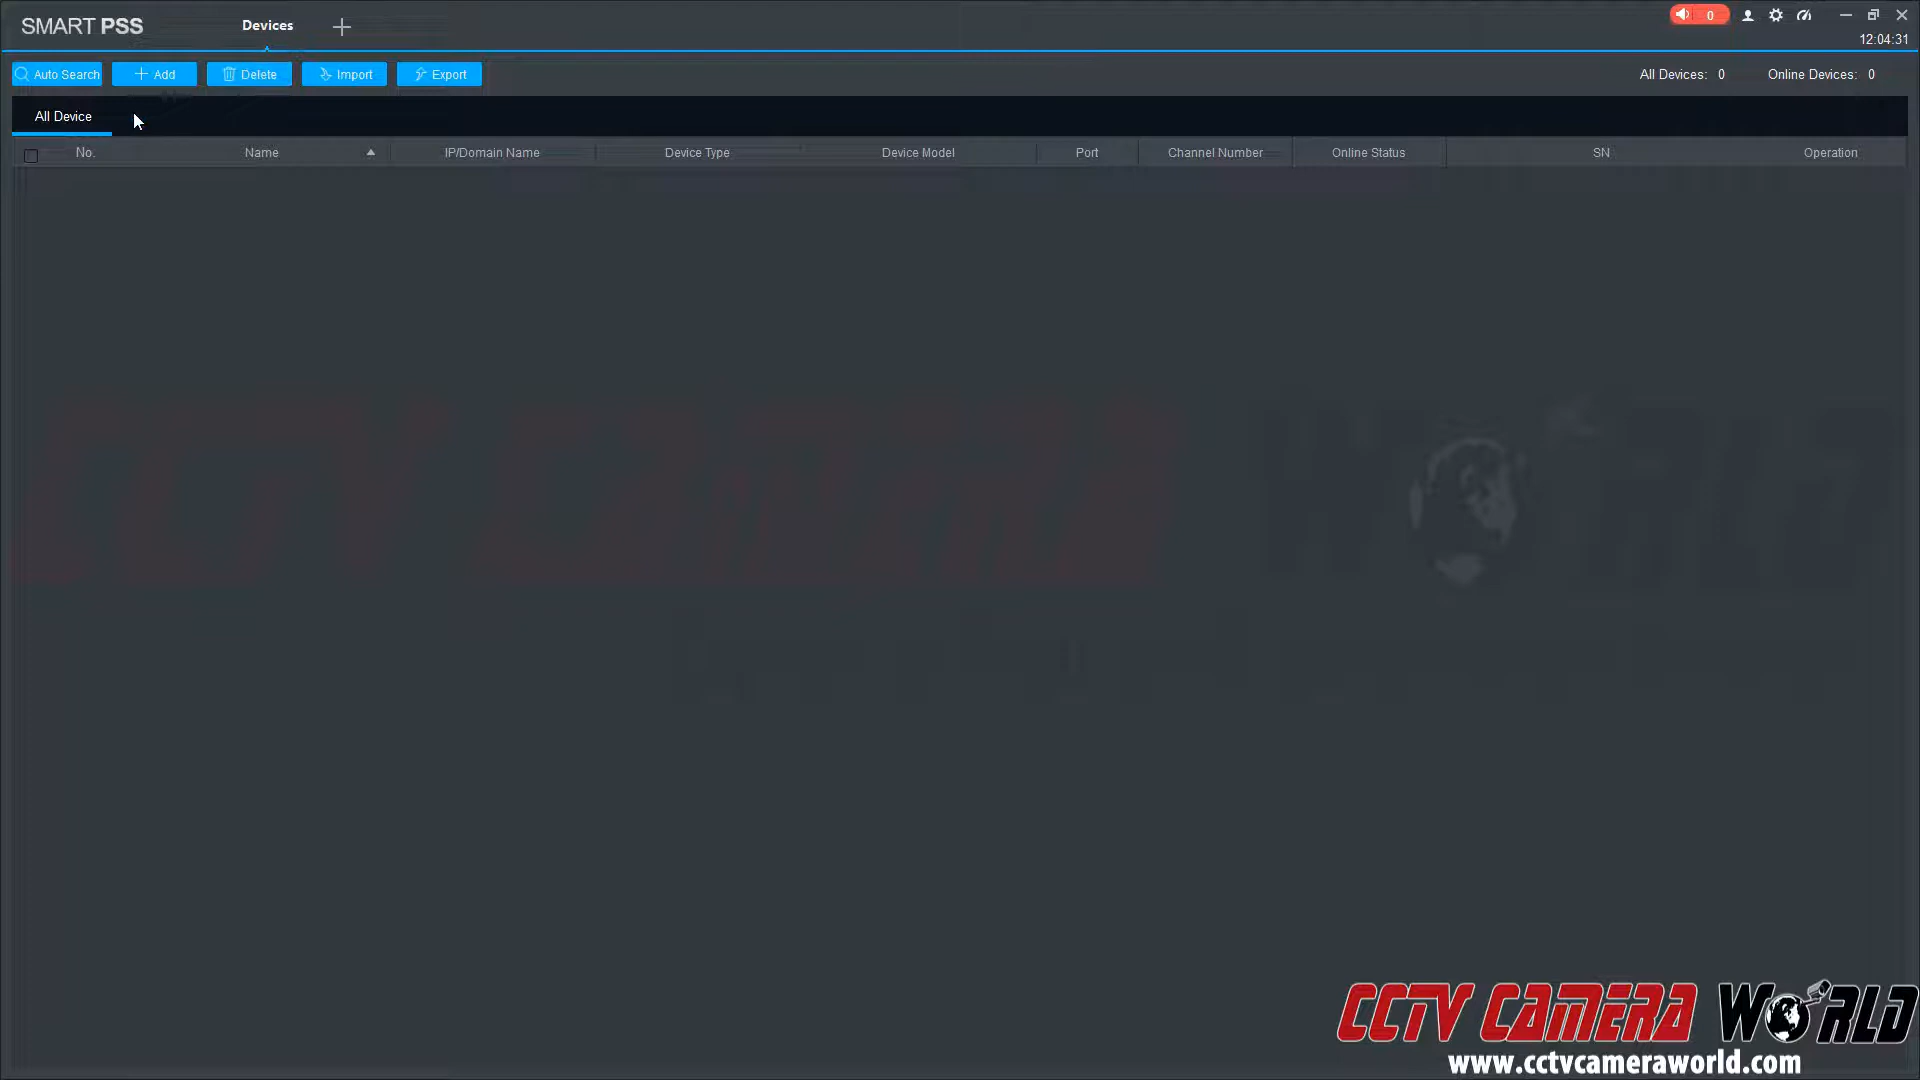 SMART PSS
Devices
0
12:04:31
Auto Search
Add
Delete
Import
Export
All Devices: 0
Online Devices: 0
All Device
No.
Name
IP/Domain Name
Device Type
Device Model
Port
Channel Number
Online Status
SN
Operation
CCTV CAMERA
CCTV CAMERA WORLD
www.cctvcameraworld.com